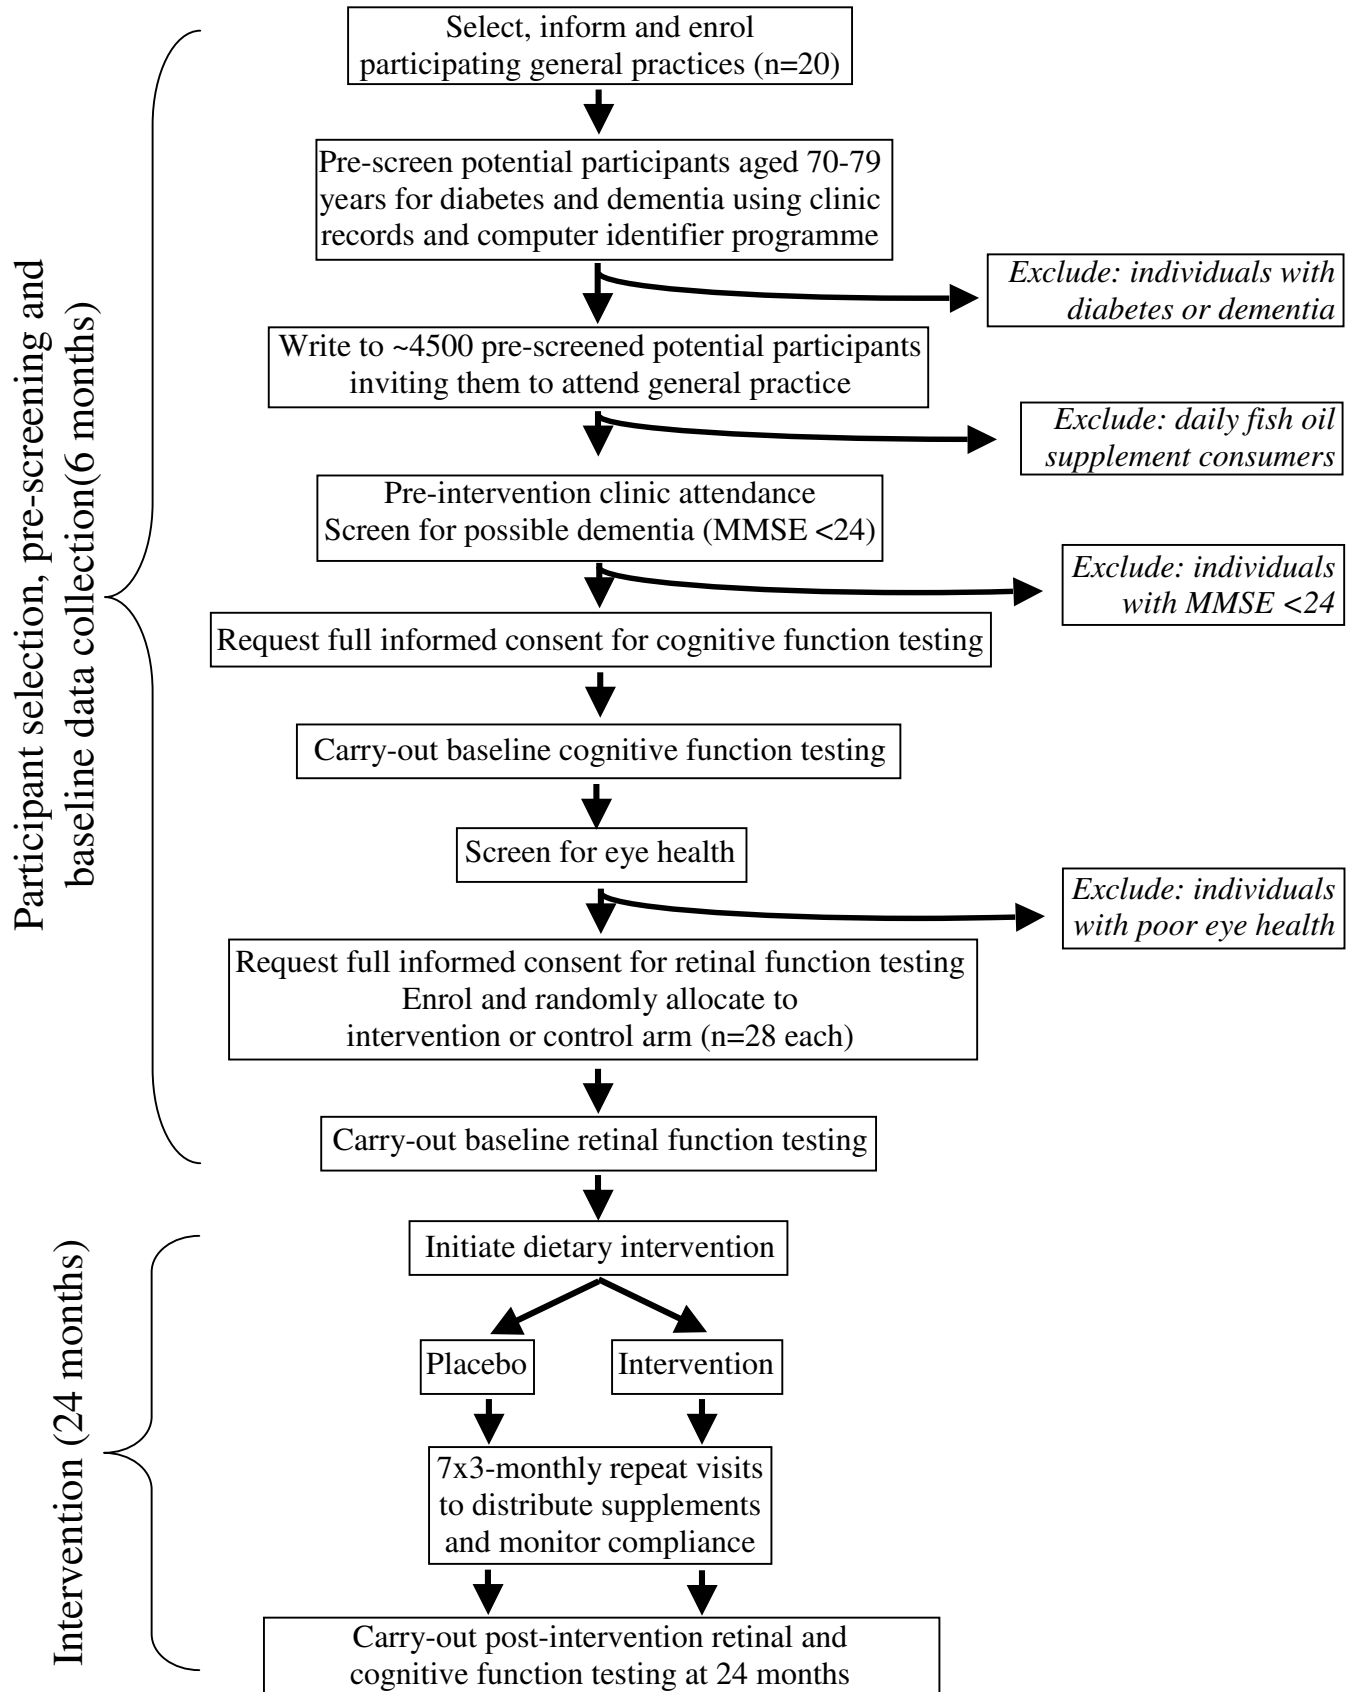 Select, inform and enrol
participating general practices (n=20)
Pre-screen potential participants aged 70-79
years for diabetes and dementia using clinic
records and computer identifier programme
Exclude: individuals with
diabetes or dementia
Write to ~4500 pre-screened potential participants
inviting them to attend general practice
Exclude: daily fish oil
supplement consumers
Pre-intervention clinic attendance
Screen for possible dementia (MMSE <24)
Exclude: individuals
with MMSE <24
Request full informed consent for cognitive function testing
Carry-out baseline cognitive function testing
Screen for eye health
Exclude: individuals
with poor eye health
Request full informed consent for retinal function testing
Enrol and randomly allocate to
intervention or control arm (n=28 each)
Carry-out baseline retinal function testing
Participant selection, pre-screening and
baseline data collection(6 months)
Initiate dietary intervention
Placebo
Intervention
7x3-monthly repeat visits
to distribute supplements
and monitor compliance
Carry-out post-intervention retinal and
cognitive function testing at 24 months
Intervention (24 months)